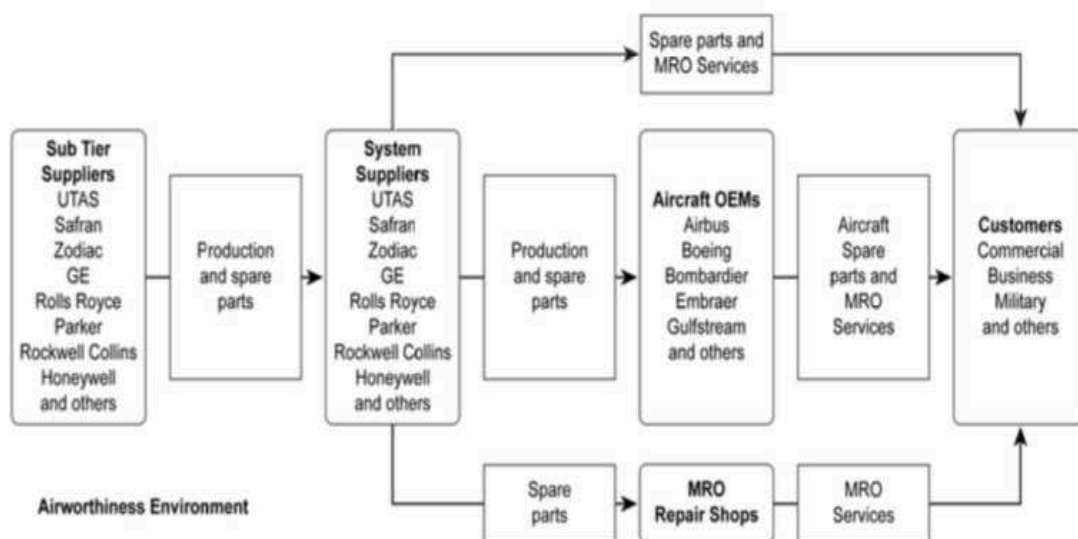 Spare parts and
MRO Services
Sub Tier
Suppliers
UTAS
Safran
Zodiac
GE
Rolls Royce
Parker
Rockwell Collins
Honeywell
and others
Production
and spare
parts
System
Suppliers
UTAS
Safran
Zodiac
GE
Rolls Royce
Parker
Rockwell Collins
Honeywell
and others
Production
and spare
parts
Aircraft OEMs
Airbus
Boeing
Bombardier
Embraer
Gulfstream
and others
Aircraft
Spare
parts and
MRO
Services
Customers
Commercial
Business
Military
and others
Airworthiness Environment
Spare
parts
MRO
Repair Shops
MRO
Services